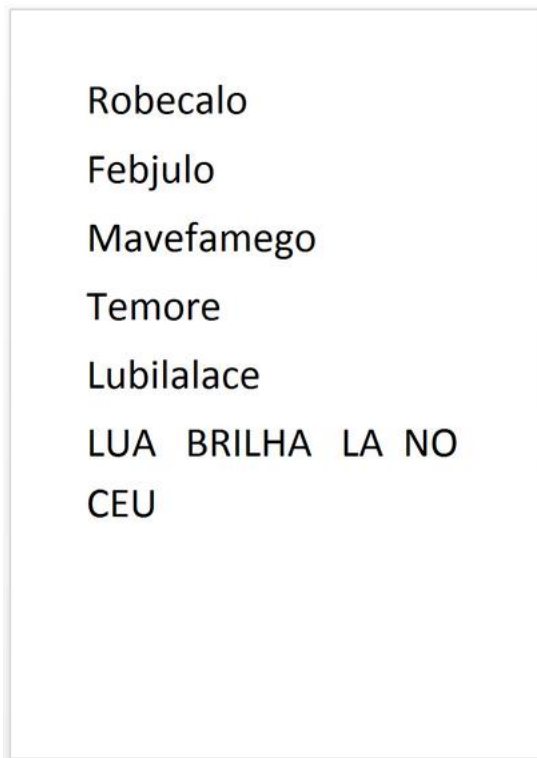 Robecalo
Febjulo
Mavefamego
Temore
Lubilalace
LUA BRILHA LA NO
CEU